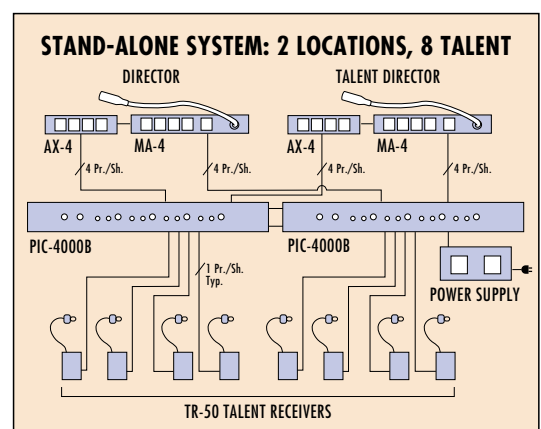 STAND-ALONE SYSTEM: 2 LOCATIONS, 8 TALENT
DIRECTOR
TALENT DIRECTOR
AX-4
MA-4
AX-4
MA-4
4 Pr./Sh.
4 Pr./Sh.
4 Pr./Sh.
4 Pr./Sh.
PIC-4000B
PIC-4000B
1 Pr./Sh.
Typ.
POWER SUPPLY
TR-50 TALENT RECEIVERS